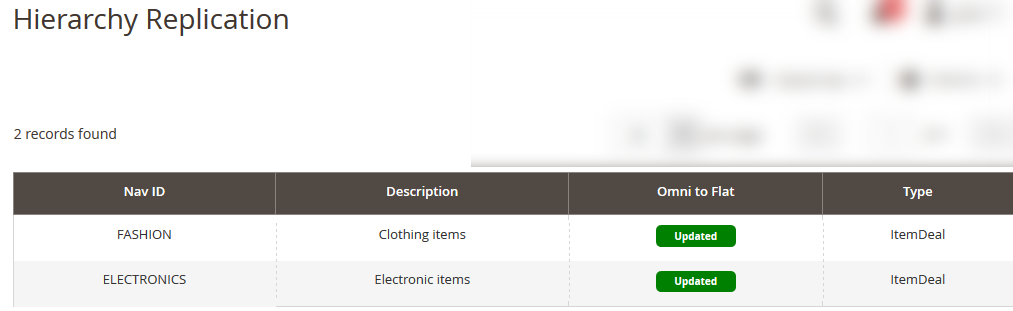 Hierarchy Replication
2 records found
Nav ID Description Omni to Flat Type
FASHION Clothing items Updated ItemDeal
ELECTRONICS Electronic items Updated ItemDeal